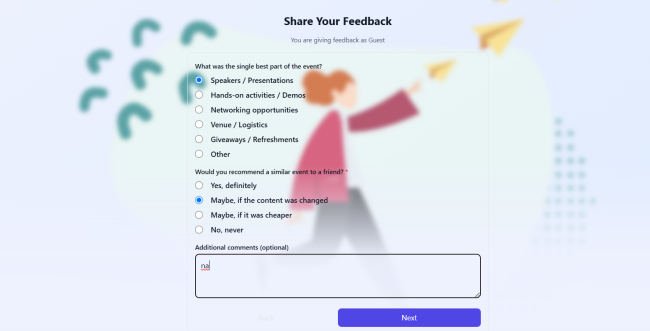 Share Your Feedback
You are giving feedback as Guest
What was the single best part of the event?
Speakers / Presentations
Hands-on activities / Demos
Networking opportunities
Venue / Logistics
Giveaways / Refreshments
Other
Would you recommend a similar event to a friend? *
Yes, definitely
Maybe, if the content was changed
Maybe, if it was cheaper
No, never
Additional comments (optional)
na
Back Next